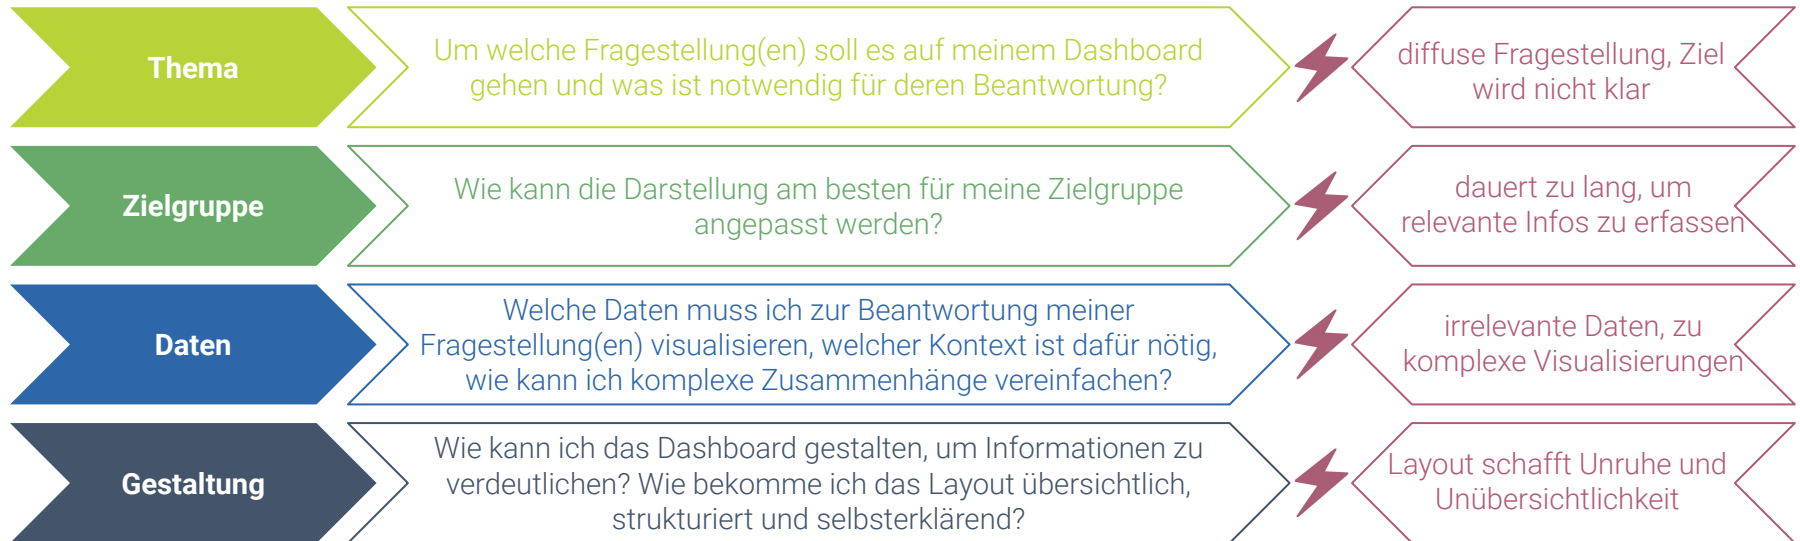 Thema
Um welche Fragestellung(en) soll es auf meinem Dashboard
gehen und was ist notwendig für deren Beantwortung?
diffuse Fragestellung, Ziel
wird nicht klar
Zielgruppe
Wie kann die Darstellung am besten für meine Zielgruppe
angepasst werden?
dauert zu lang, um
relevante Infos zu erfassen
Daten
Welche Daten muss ich zur Beantwortung meiner
Fragestellung(en) visualisieren, welcher Kontext ist dafür nötig,
wie kann ich komplexe Zusammenhänge vereinfachen?
irrelevante Daten, zu
komplexe Visualisierungen
Gestaltung
Wie kann ich das Dashboard gestalten, um Informationen zu
verdeutlichen? Wie bekomme ich das Layout übersichtlich,
strukturiert und selbsterklärend?
Layout schafft Unruhe und
Unübersichtlichkeit